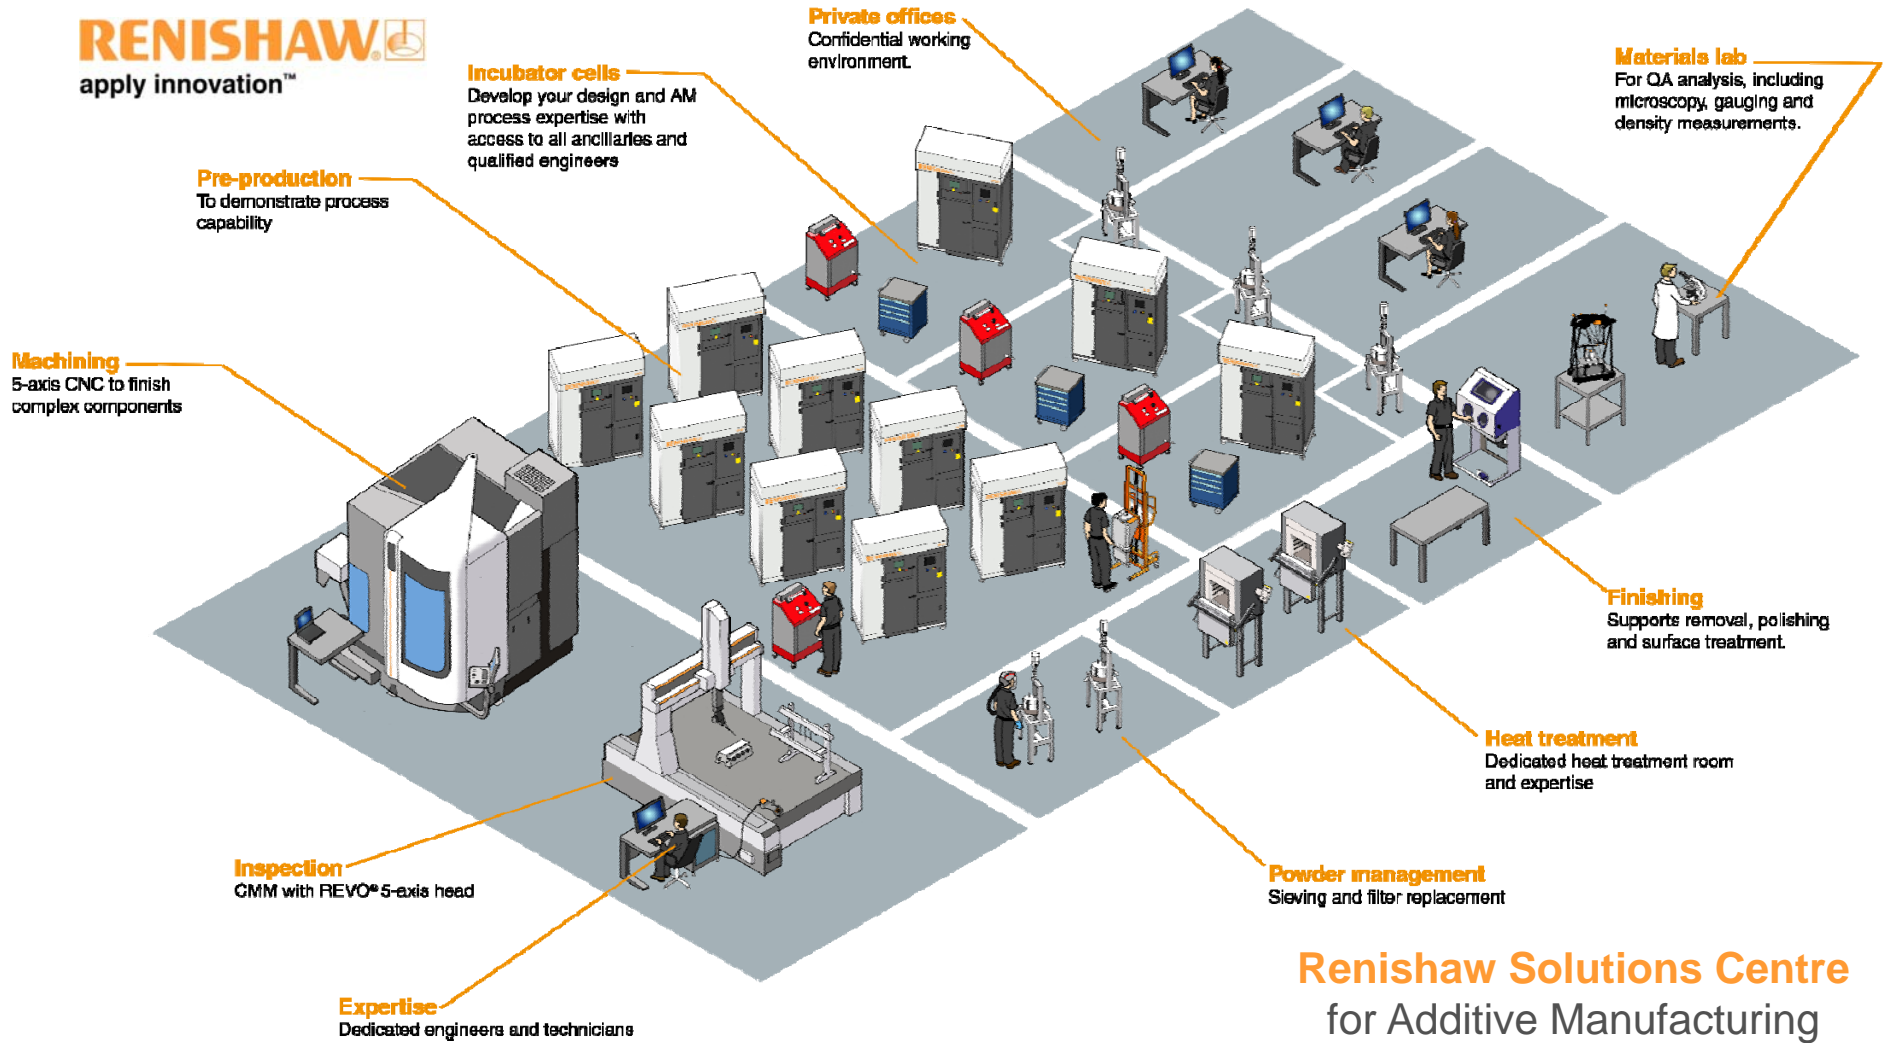 RENISHAW®
apply innovation™
Private offices
Confidential working
environment.
Incubator cells
Develop your design and AM
process expertise with
access to all ancillaries and
qualified engineers
Materials lab
For QA analysis, including
microscopy, gauging and
density measurements.
Pre-production
To demonstrate process
capability
Machining
5-axis CNC to finish
complex components
Finishing
Supports removal, polishing
and surface treatment.
Heat treatment
Dedicated heat treatment room
and expertise
Inspection
CMM with REVO® 5-axis head
Powder management
Sieving and filter replacement
Expertise
Dedicated engineers and technicians
Renishaw Solutions Centre
for Additive Manufacturing